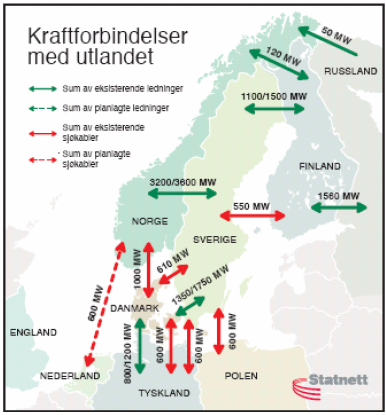 Kraftforbindelser
med utlandet
Sum av eksisterende
ledninger
Sum av planlagte
ledninger
Sum av eksisterende
sjøkabler
Sum av planlagte
sjøkabler
50 MW
120 MW
RUSSLAND
1100/1500 MW
FINLAND
3200/3600 MW
550 MW
1560 MW
NORGE
SVERIGE
610 MW
1000 MW
1350/1750 MW
600 MW
DANMARK
ENGLAND
800/1200 MW
600 MW
600 MW
600 MW
NEDERLAND
TYSKLAND
POLEN
Statnett